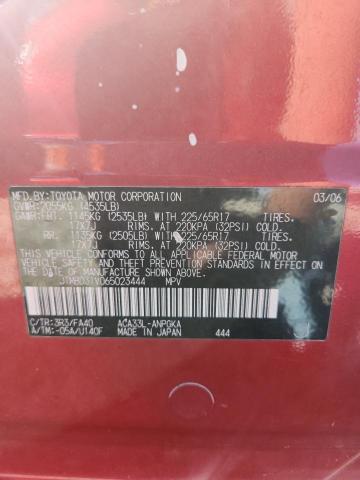 MFD.BY:TOYOTA MOTOR CORPORATION 03/06
GVWR:2055KG (4535LB)
GAWR:FRT. 1145KG (2535LB) WITH 225/65R17
17X7J RIMS. AT 220KPA (32PSI) COLD.
RR. 1135KG (2505LB) WITH 225/65R17
17X7J RIMS. AT 220KPA (32PSI) COLD.
THIS VEHICLE CONFORMS TO ALL APPLICABLE FEDERAL MOTOR
VEHICLE SAFETY AND THEFT PREVENTION STANDARDS IN EFFECT
ON THE DATE OF MANUFACTURE SHOWN ABOVE.
MPV
C/TR:3R3/FA40 ACA33L-ANPGKA
A/TM:-05A/U140F MADE IN JAPAN 444